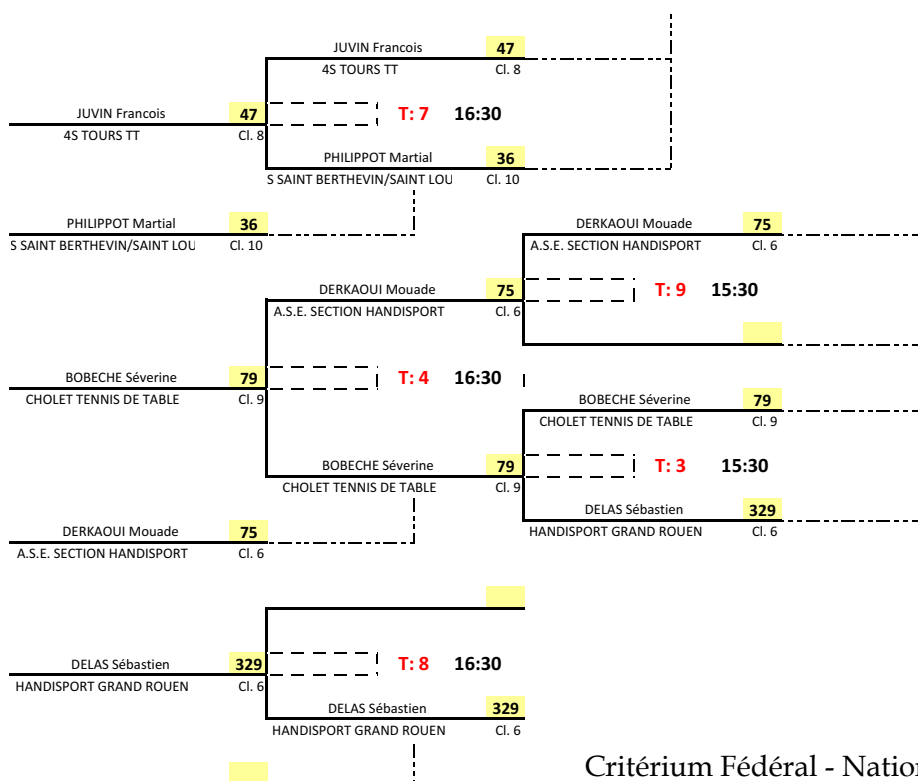 JUVIN Francois 47
4S TOURS TT Cl. 8
JUVIN Francois 47 T: 7 16:30
4S TOURS TT Cl. 8
PHILIPPOT Martial 36
S SAINT BERTHEVIN/SAINT LOU Cl. 10
PHILIPPOT Martial 36 DERKAOUI Mouade 75
S SAINT BERTHEVIN/SAINT LOU Cl. 10 A.S.E. SECTION HANDISPORT Cl. 6
DERKAOUI Mouade 75 T: 9 15:30
A.S.E. SECTION HANDISPORT Cl. 6
BOBECHE Séverine 79 T: 4 16:30
CHOLET TENNIS DE TABLE Cl. 9
BOBECHE Séverine 79
CHOLET TENNIS DE TABLE Cl. 9
BOBECHE Séverine 79 T: 3 15:30
CHOLET TENNIS DE TABLE Cl. 9
DELAS Sébastien 329
HANDISPORT GRAND ROUEN Cl. 6
DERKAOUI Mouade 75
A.S.E. SECTION HANDISPORT Cl. 6
DELAS Sébastien 329 T: 8 16:30
HANDISPORT GRAND ROUEN Cl. 6
DELAS Sébastien 329
HANDISPORT GRAND ROUEN Cl. 6
Critérium Fédéral - Nation